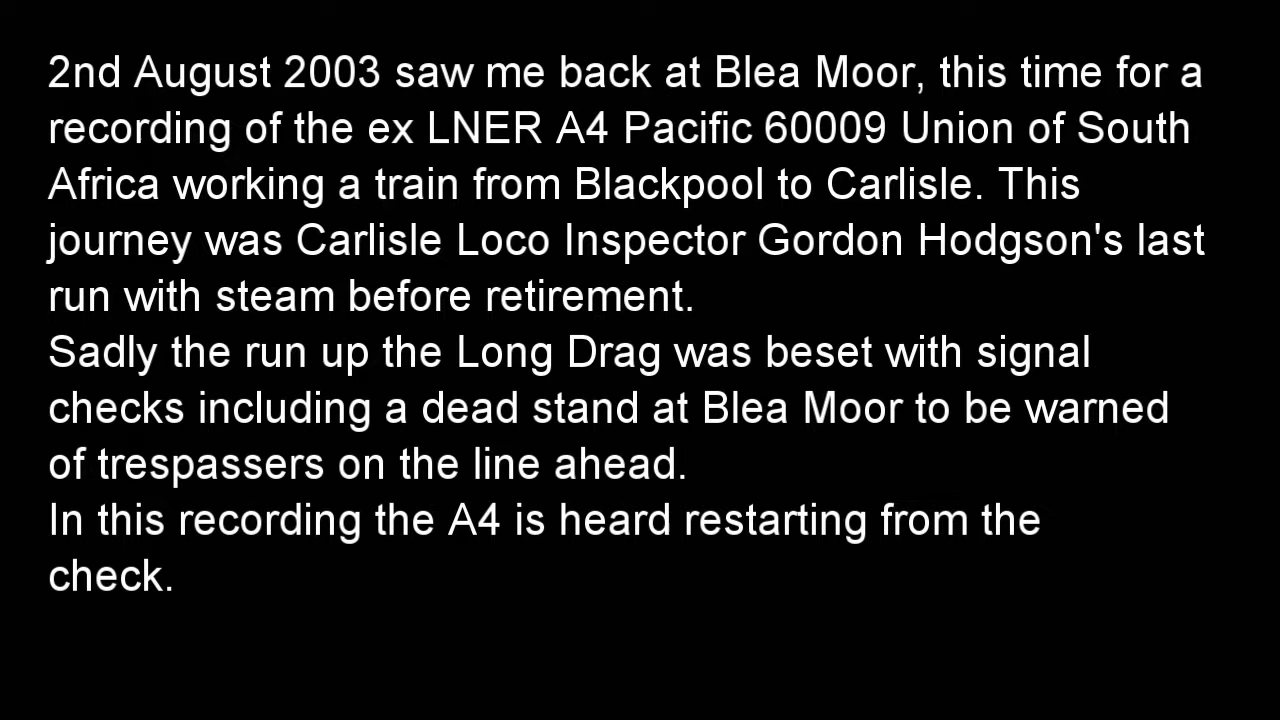 2nd August 2003 saw me back at Blea Moor, this time for a
recording of the ex LNER A4 Pacific 60009 Union of South
Africa working a train from Blackpool to Carlisle. This
journey was Carlisle Loco Inspector Gordon Hodgson's last
run with steam before retirement.
Sadly the run up the Long Drag was beset with signal
checks including a dead stand at Blea Moor to be warned
of trespassers on the line ahead.
In this recording the A4 is heard restarting from the
check.